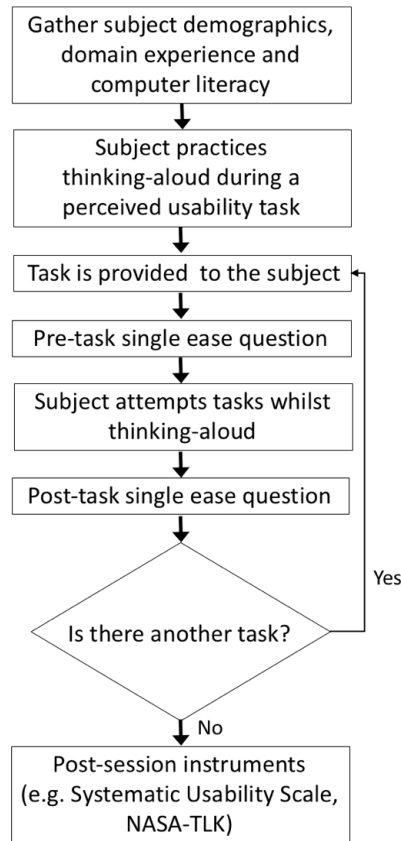 Gather subject demographics,
domain experience and
computer literacy
Subject practices
thinking-aloud during a
perceived usability task
Task is provided to the subject
Pre-task single ease question
Subject attempts tasks whilst
thinking-aloud
Post-task single ease question
Yes
Is there another task?
No
Post-session instruments
(e.g. Systematic Usability Scale,
NASA-TLK)